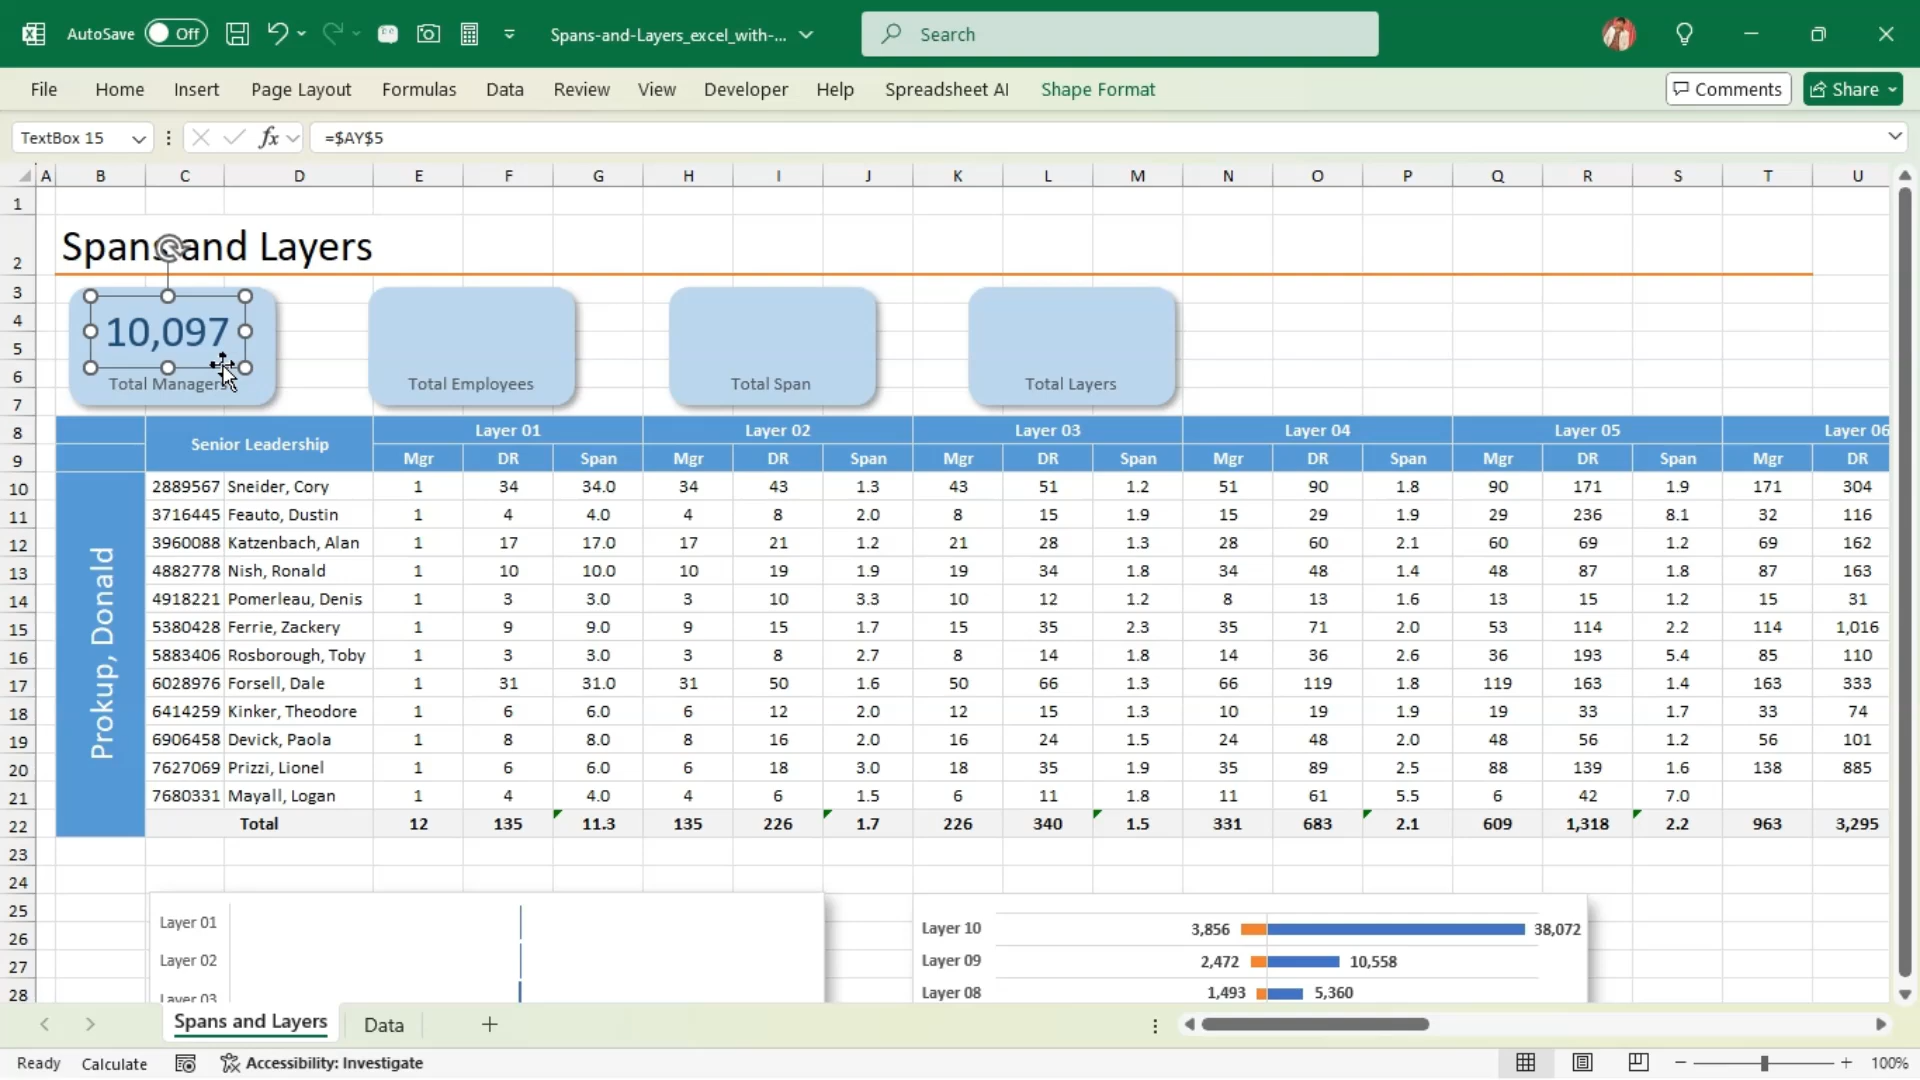 AutoSave Off Spans-and-Layers_excel_with-... Search
File Home Insert Page Layout Formulas Data Review View Developer Help Spreadsheet AI Shape Format Comments Share
TextBox 15 fx =$AY$5
A B C D E F G H I J K L M N O P Q R S T U
1
2 Spans and Layers
3
4
5
6
7
10,097
Total Managers Total Employees Total Span Total Layers
8 Senior Leadership Layer 01 Layer 02 Layer 03 Layer 04 Layer 05 Layer 06
9 Mgr DR Span Mgr DR Span Mgr DR Span Mgr DR Span Mgr DR Span Mgr DR
Prokup, Donald
10 2889567 Sneider, Cory 1 34 34.0 34 43 1.3 43 51 1.2 51 90 1.8 90 171 1.9 171 304
11 3716445 Feauto, Dustin 1 4 4.0 4 8 2.0 8 15 1.9 15 29 1.9 29 236 8.1 32 116
12 3960088 Katzenbach, Alan 1 17 17.0 17 21 1.2 21 28 1.3 28 60 2.1 60 69 1.2 69 162
13 4882778 Nish, Ronald 1 10 10.0 10 19 1.9 19 34 1.8 34 48 1.4 48 87 1.8 87 163
14 4918221 Pomerleau, Denis 1 3 3.0 3 10 3.3 10 12 1.2 8 13 1.6 13 15 1.2 15 31
15 5380428 Ferrie, Zackery 1 9 9.0 9 15 1.7 15 35 2.3 35 71 2.0 53 114 2.2 114 1,016
16 5883406 Rosborough, Toby 1 3 3.0 3 8 2.7 8 14 1.8 14 36 2.6 36 193 5.4 85 110
17 6028976 Forsell, Dale 1 31 31.0 31 50 1.6 50 66 1.3 66 119 1.8 119 163 1.4 163 333
18 6414259 Kinker, Theodore 1 6 6.0 6 12 2.0 12 15 1.3 10 19 1.9 19 33 1.7 33 74
19 6906458 Devick, Paola 1 8 8.0 8 16 2.0 16 24 1.5 24 48 2.0 48 56 1.2 56 101
20 7627069 Prizzi, Lionel 1 6 6.0 6 18 3.0 18 35 1.9 35 89 2.5 88 139 1.6 138 885
21 7680331 Mayall, Logan 1 4 4.0 4 6 1.5 6 11 1.8 11 61 5.5 6 42 7.0
22 Total 12 135 11.3 135 226 1.7 226 340 1.5 331 683 2.1 609 1,318 2.2 963 3,295
23
24
25
26
27
28
Layer 01
Layer 02
Layer 03
Layer 10 3,856 38,072
Layer 09 2,472 10,558
Layer 08 1,493 5,360
Spans and Layers Data
Ready Calculate Accessibility: Investigate 100%